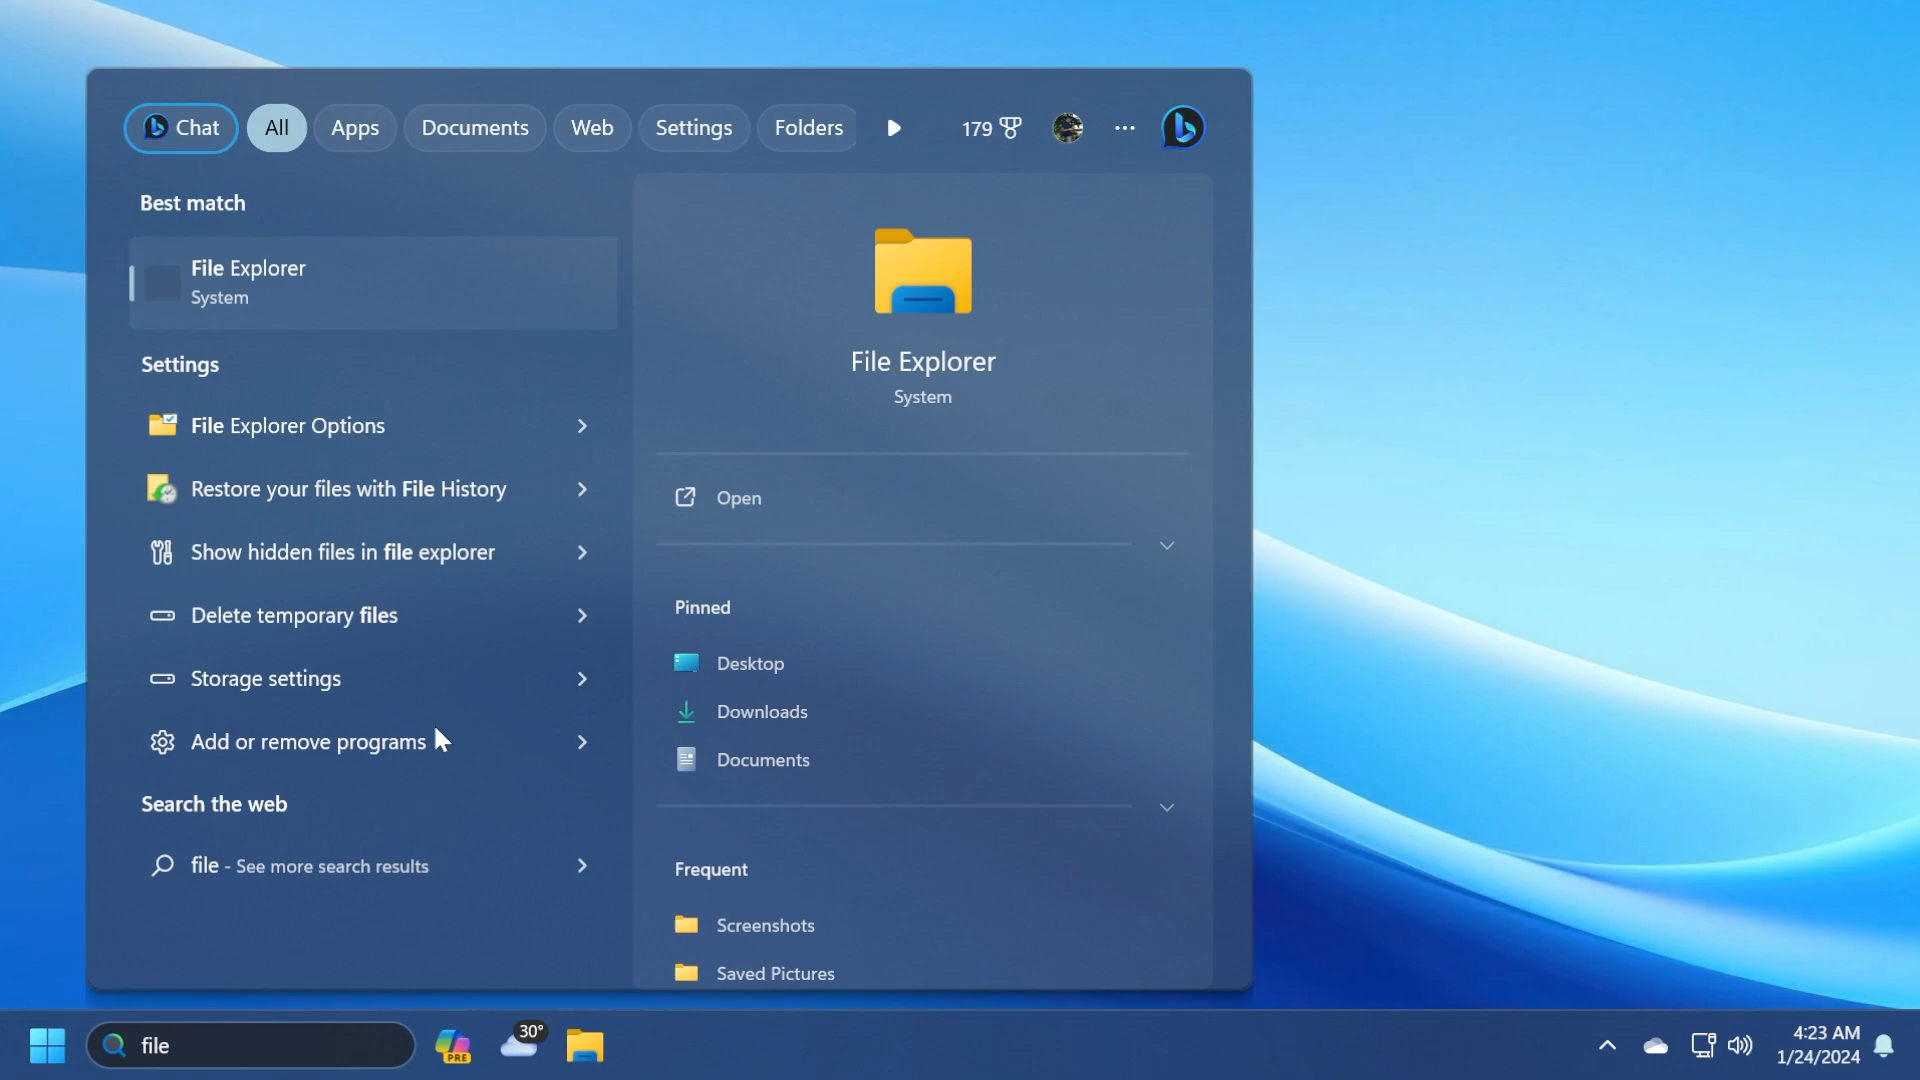 Chat All Apps Documents Web Settings Folders 179
Best match
File Explorer
System
Settings
File Explorer Options
Restore your files with File History
Show hidden files in file explorer
Delete temporary files
Storage settings
Add or remove programs
Search the web
file - See more search results
File Explorer
System
Open
Pinned
Desktop
Downloads
Documents
Frequent
Screenshots
Saved Pictures
file
PRE
30°
4:23 AM
1/24/2024